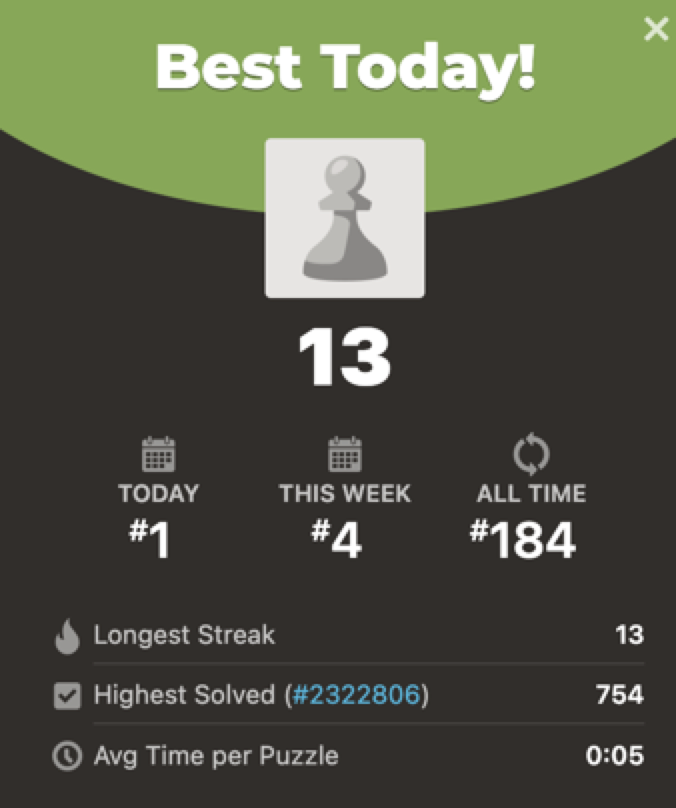 Best Today!
13
TODAY THIS WEEK ALL TIME
#1 #4 #184
Longest Streak 13
Highest Solved (#2322806) 754
Avg Time per Puzzle 0:05